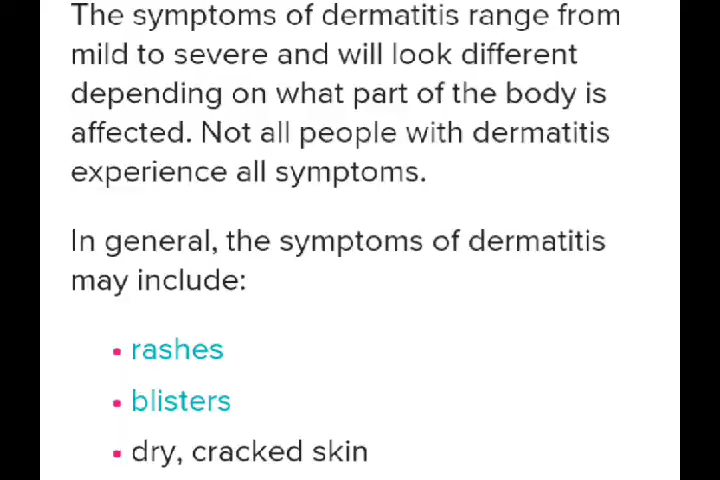 The symptoms of dermatitis range from
mild to severe and will look different
depending on what part of the body is
affected. Not all people with dermatitis
experience all symptoms.
In general, the symptoms of dermatitis
may include:
• rashes
• blisters
• dry, cracked skin